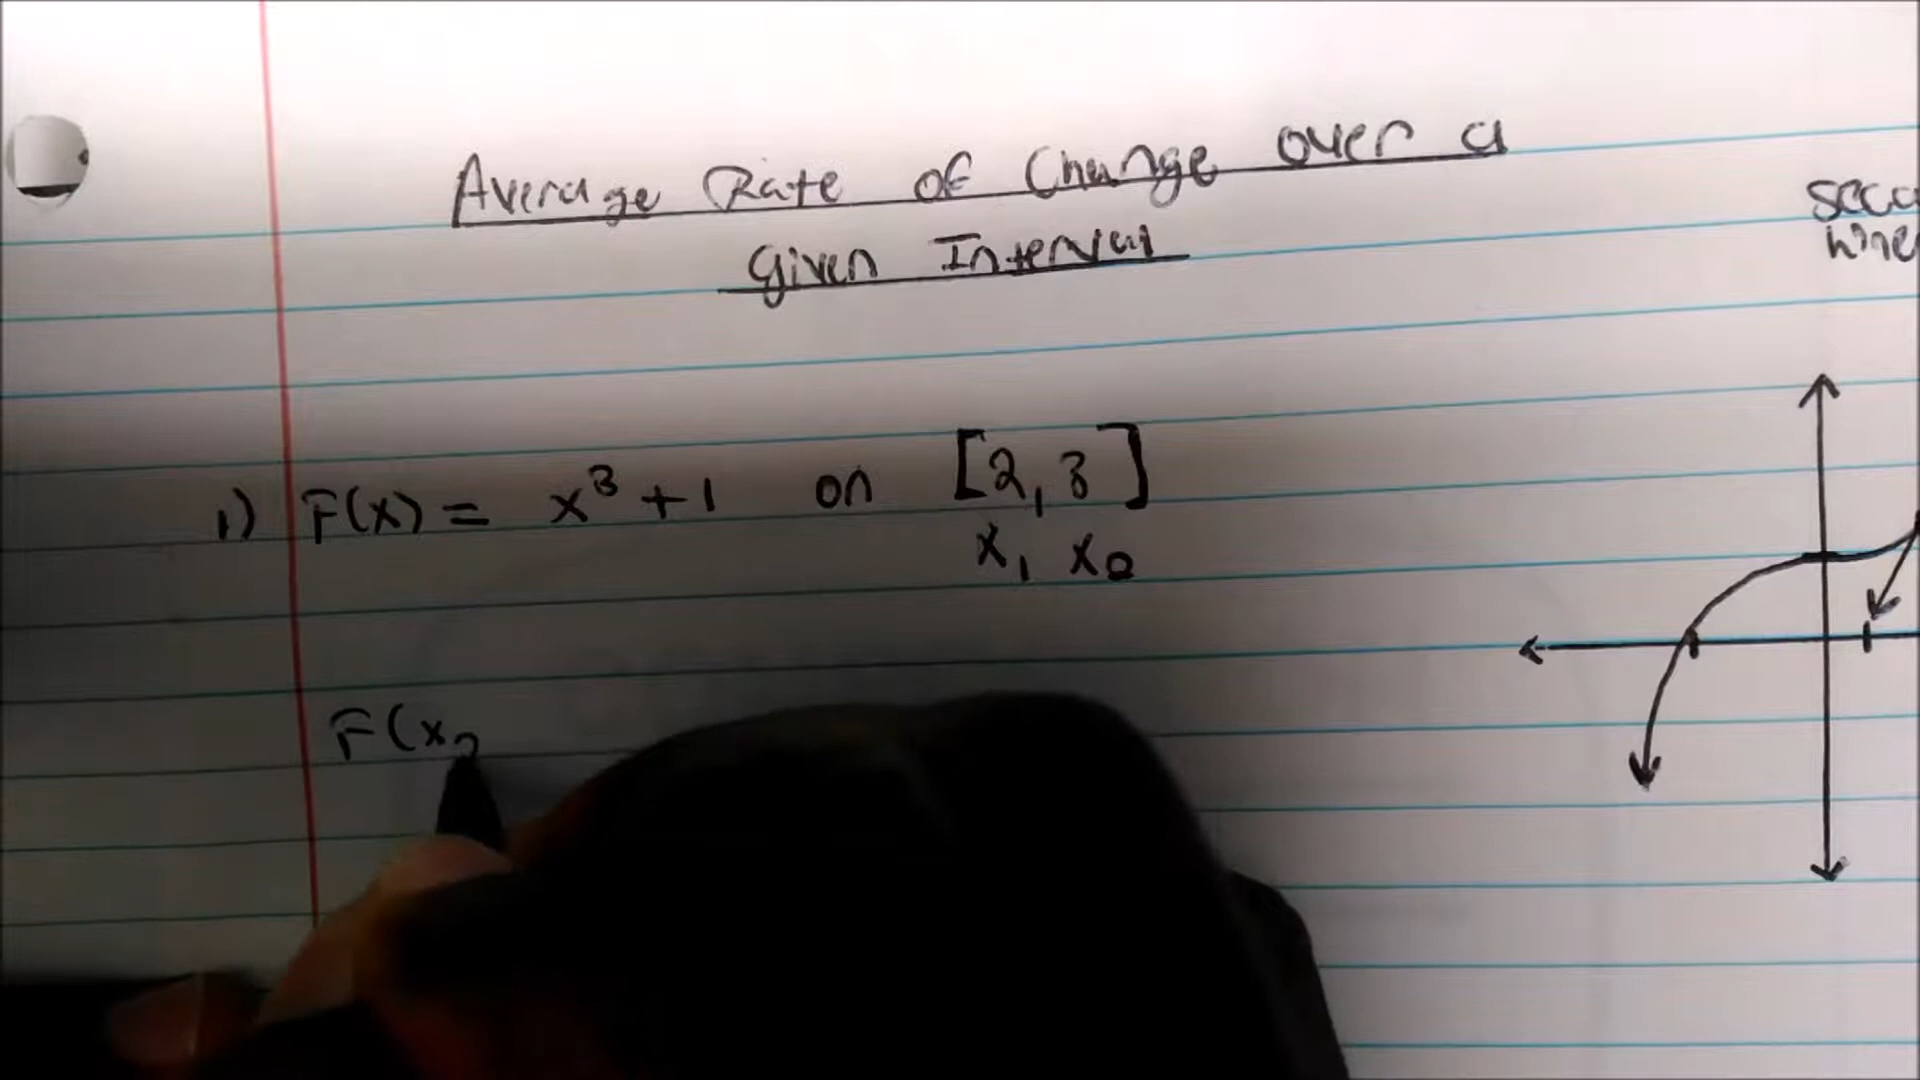 Average Rate of Change over a
Given Interval
1) F(x) = x³ + 1 on [2, 3]
x₁ x₂
F(x₂